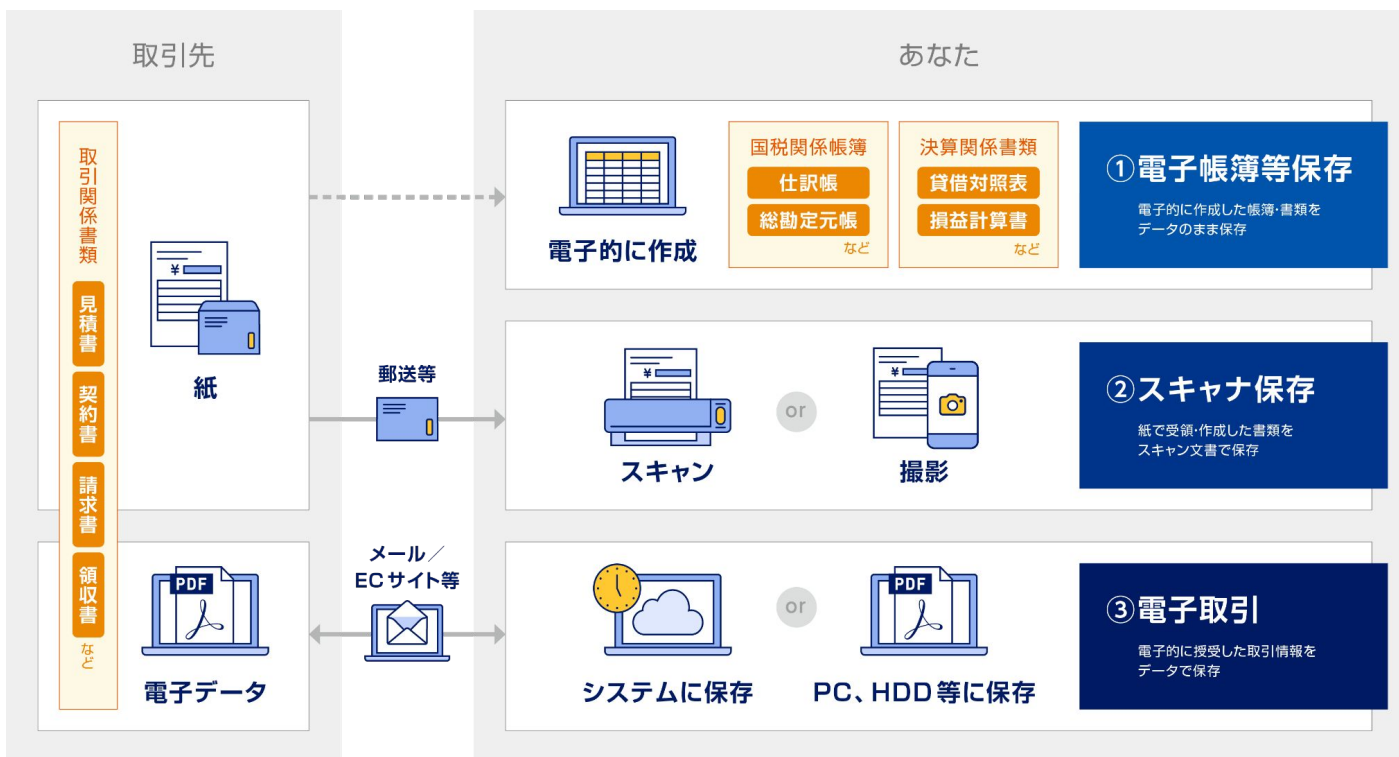 取引先
取引関係書類
見積書
契約書
請求書
領収書
など
¥
紙
PDF
電子データ
郵送等
メール／
ECサイト等
あなた
電子的に作成
国税関係帳簿
仕訳帳
総勘定元帳
など
決算関係書類
貸借対照表
損益計算書
など
①電子帳簿等保存
電子的に作成した帳簿・書類を
データのまま保存
¥
スキャン
or
¥
撮影
②スキャナ保存
紙で受領・作成した書類を
スキャン文書で保存
システムに保存
or
PDF
PC、HDD等に保存
③電子取引
電子的に授受した取引情報を
データで保存